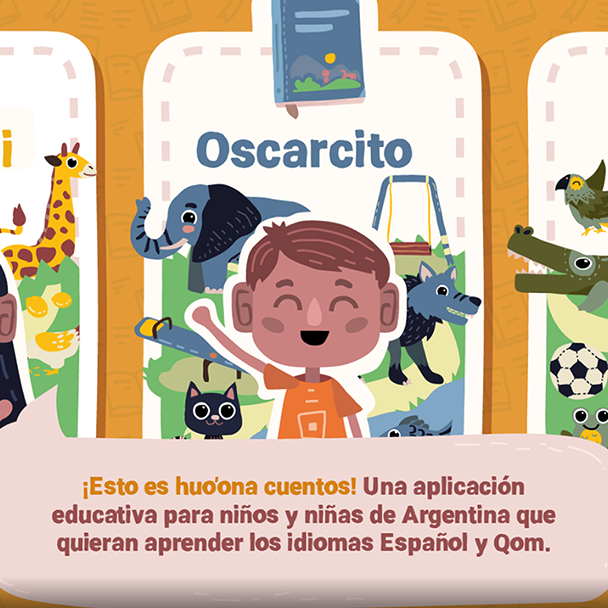 i
Oscarcito
¡Esto es huo'ona cuentos! Una aplicación
educativa para niños y niñas de Argentina que
quieran aprender los idiomas Español y Qom.